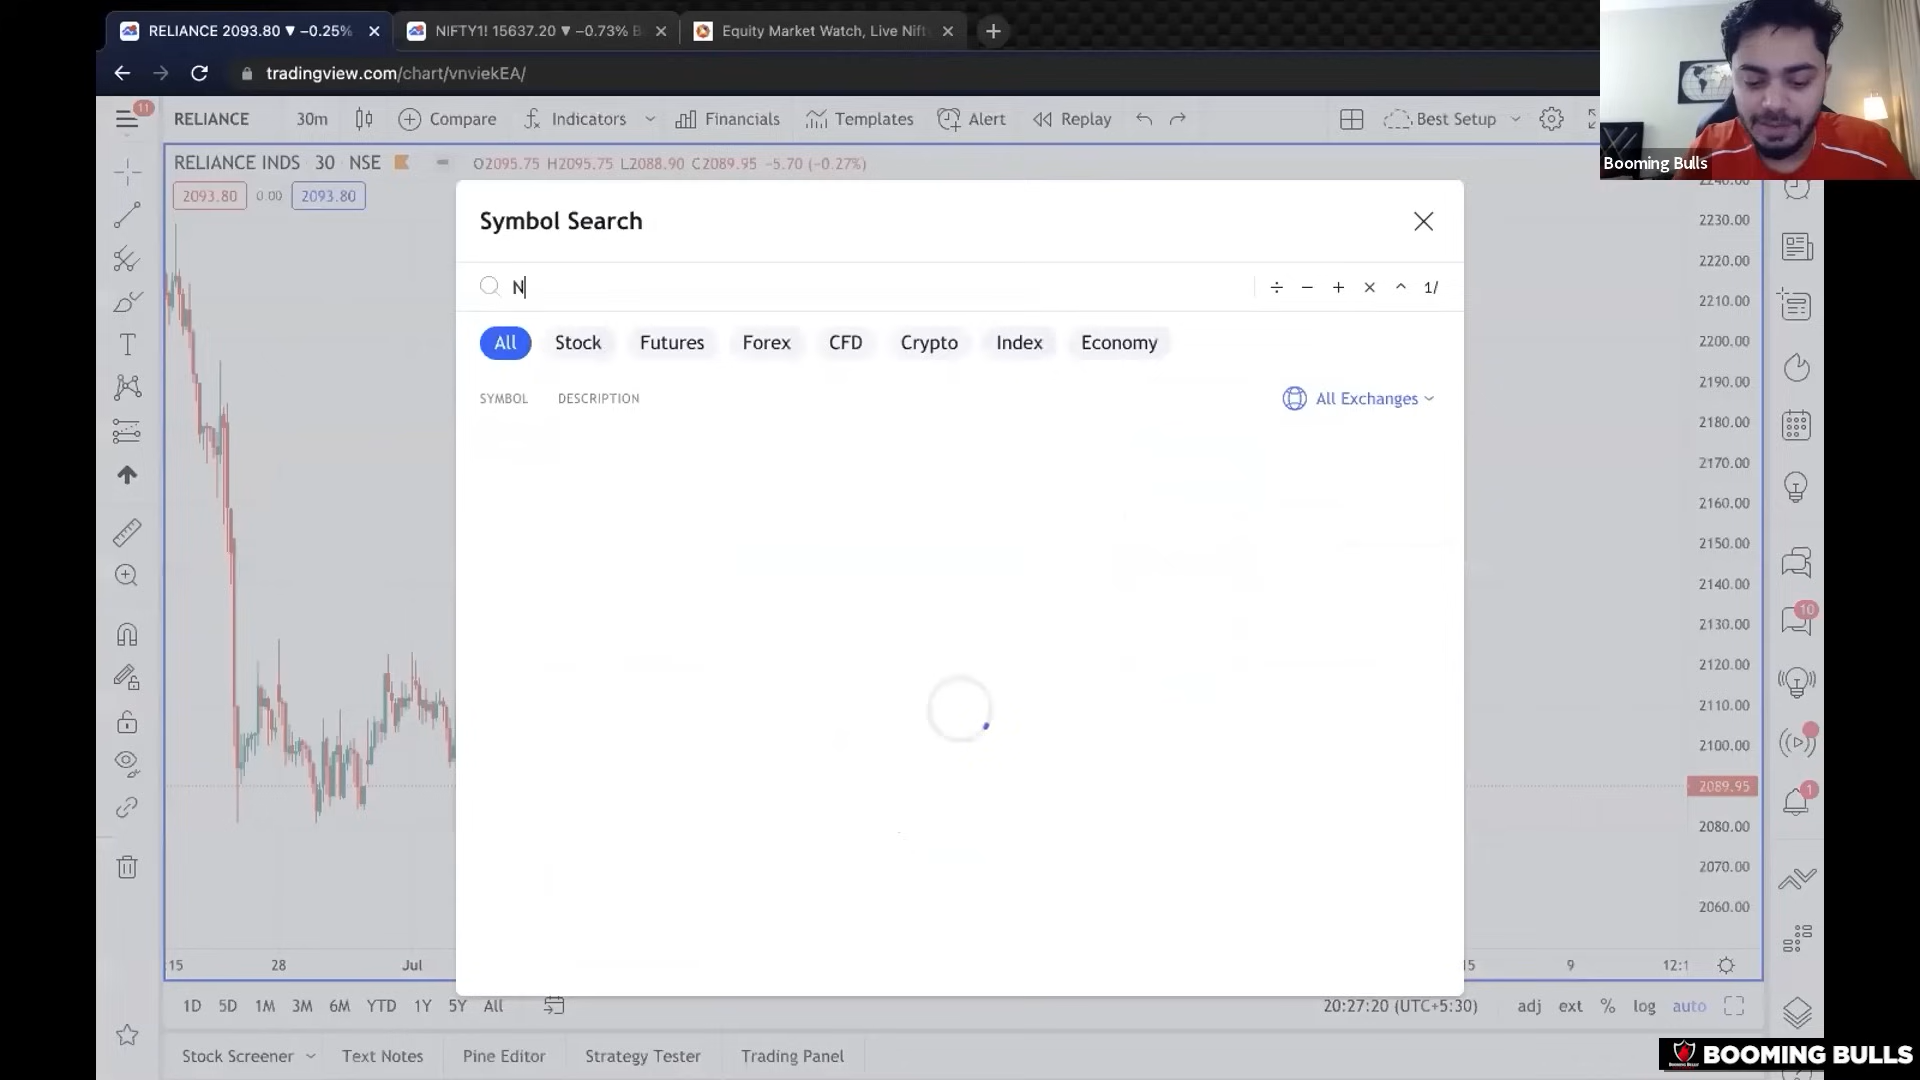 RELIANCE 2093.80 ▼ −0.25%
NIFTY1! 15637.20 ▼ −0.73%
Equity Market Watch, Live Nift
tradingview.com/chart/vnviekEA/
Booming Bulls
11
RELIANCE 30m Compare Indicators Financials Templates Alert Replay Best Setup
RELIANCE INDS 30 NSE O2095.75 H2095.75 L2088.90 C2089.95 −5.70 (−0.27%)
2093.80 0.00 2093.80
Symbol Search
N
÷ − + × ^ 1/
All Stock Futures Forex CFD Crypto Index Economy
SYMBOL DESCRIPTION All Exchanges
2240.00
2230.00
2220.00
2210.00
2200.00
2190.00
2180.00
2170.00
2160.00
2150.00
2140.00
2130.00
2120.00
2110.00
2100.00
2089.95
2080.00
2070.00
2060.00
10
1
15 28 Jul 15 9 12:1
1D 5D 1M 3M 6M YTD 1Y 5Y All 20:27:20 (UTC+5:30) adj ext % log auto
Stock Screener Text Notes Pine Editor Strategy Tester Trading Panel
BOOMING BULLS